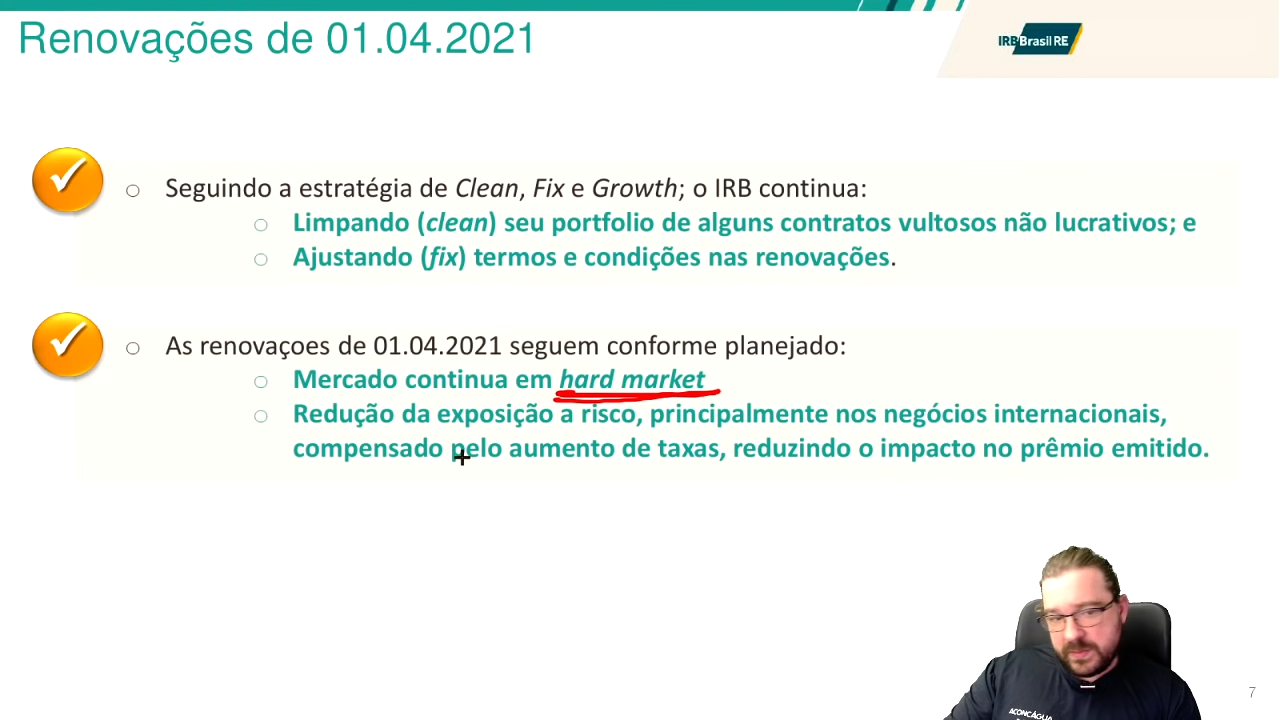 Renovações de 01.04.2021
IRB Brasil RE
Seguindo a estratégia de Clean, Fix e Growth; o IRB continua:
Limpando (clean) seu portfolio de alguns contratos vultosos não lucrativos; e
Ajustando (fix) termos e condições nas renovações.
As renovaçoes de 01.04.2021 seguem conforme planejado:
Mercado continua em hard market
Redução da exposição a risco, principalmente nos negócios internacionais,
compensado pelo aumento de taxas, reduzindo o impacto no prêmio emitido.
ACONCÁGUA
7